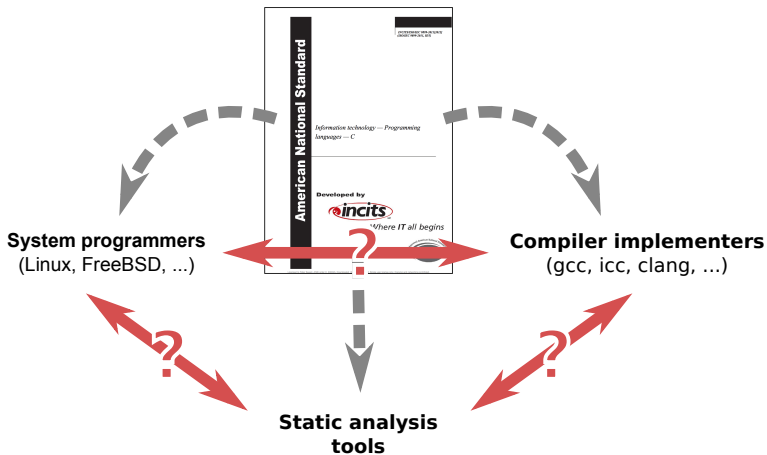 American National Standard
Information technology — Programming
languages — C
Developed by
incits
Where IT all begins
System programmers
(Linux, FreeBSD, ...)
?
Compiler implementers
(gcc, icc, clang, ...)
?
?
Static analysis
tools